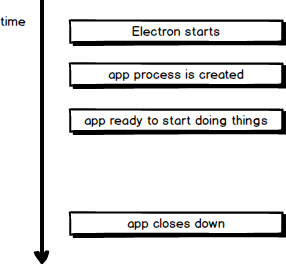 time
Electron starts
app process is created
app ready to start doing things
app closes down